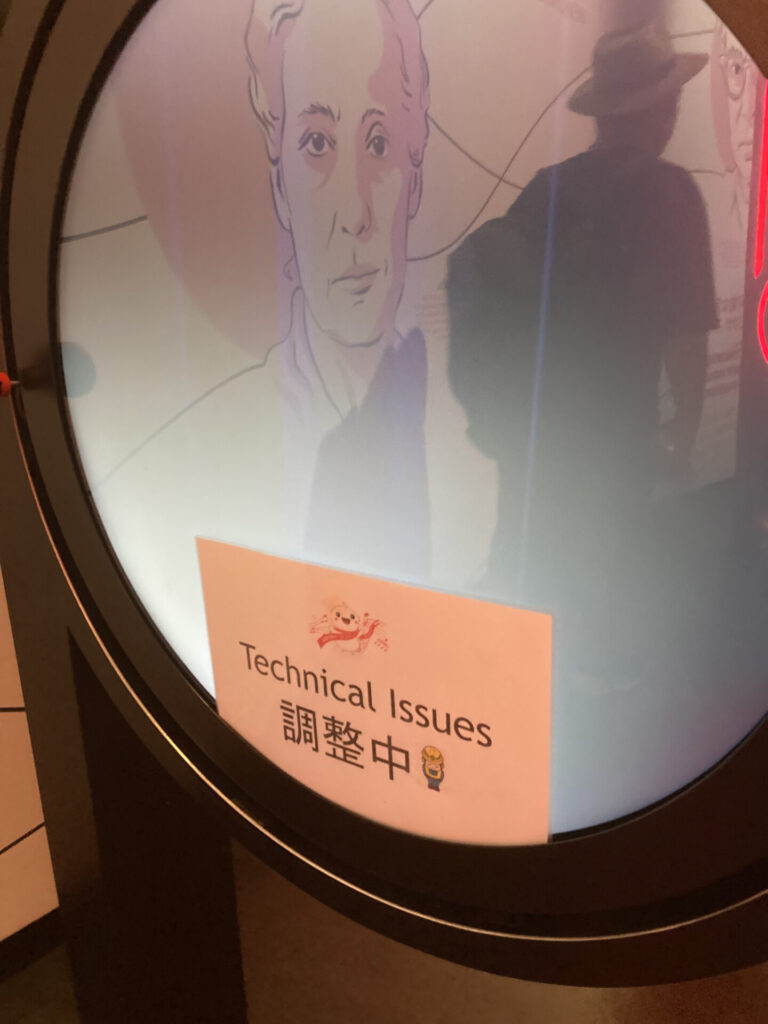 Technical Issues
調整中